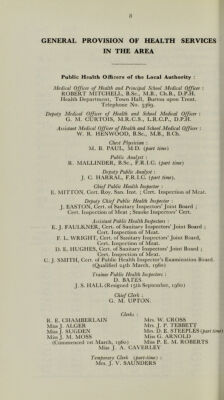 8
GENERAL PROVISION OF HEALTH SERVICES
IN THE AREA
Public Health Officers of the Local Authority :
Medical Officer of Health and Principal School Medical Officer :
ROBERT MITCHELL, B.Sc., M.B., Ch.B., D.P.H.
Health Department, Town Hall, Burton upon Trent.
Telephone No. 3369.
Deputy Medical Officer of Health and School Medical Officer :
G. M. CURTOIS, M.R.C.S., L.R.C.P., D.P.H.
Assistant Medical Officer of Health and School Medical Officer :
W. R. HENWOOD, B.Sc., M.B., B.Ch.
Chest Physician :
M. B. PAUL, M.D. (part time)
Public Analyst :
R. MALLINDER, B.Sc., F.R.I.C. (part time)
Deputy Public Analyst :
J. C. HARRAL, F.R.I.C. (part time).
Chief Public Health Inspector :
E. MITTON, Cert. Roy. San. Inst. ; Cert. Inspector of Meat.
Deputy Chief Public Health Inspector :
J. EASTON, Cert. of Sanitary Inspectors' Joint Board ;
Cert. Inspector of Meat ; Smoke Inspectors' Cert.
Assistant Public Health Inspectors :
E. J. FAULKNER, Cert. of Sanitary Inspectors' Joint Board ;
Cert. Inspector of Meat.
F. L. WRIGHT, Cert. of Sanitary Inspectors' Joint Board,
Cert. Inspector of Meat.
D. E. HUGHES, Cert. of Sanitary Inspectors' Joint Board ;
Cert. Inspector of Meat.
C. J. SMITH, Cert. of Public Health Inspector's Examination Board.
(Qualified 24th March, 1960)
Trainee Public Health Inspectors :
D. BATES
J. S. HALL (Resigned 15th September, 1960)
Chief Clerk :
G. M. UPTON
Clerks :
R. E. CHAMBERLAIN Mrs. W. CROSS
Miss J. ALGER Mrs. J. P. TEBBETT
Miss J. SUGDEN Mrs. D. E. STEEPLES (part time)
Miss J. M. MOSS Miss G. ARNOLD
(Commenced 1st March, 1960) Miss P. E. M. ROBERTS
Miss J. A. CAVERLEY
Temporary Clerk (part-time) :
Mrs. J. V. SAUNDERS